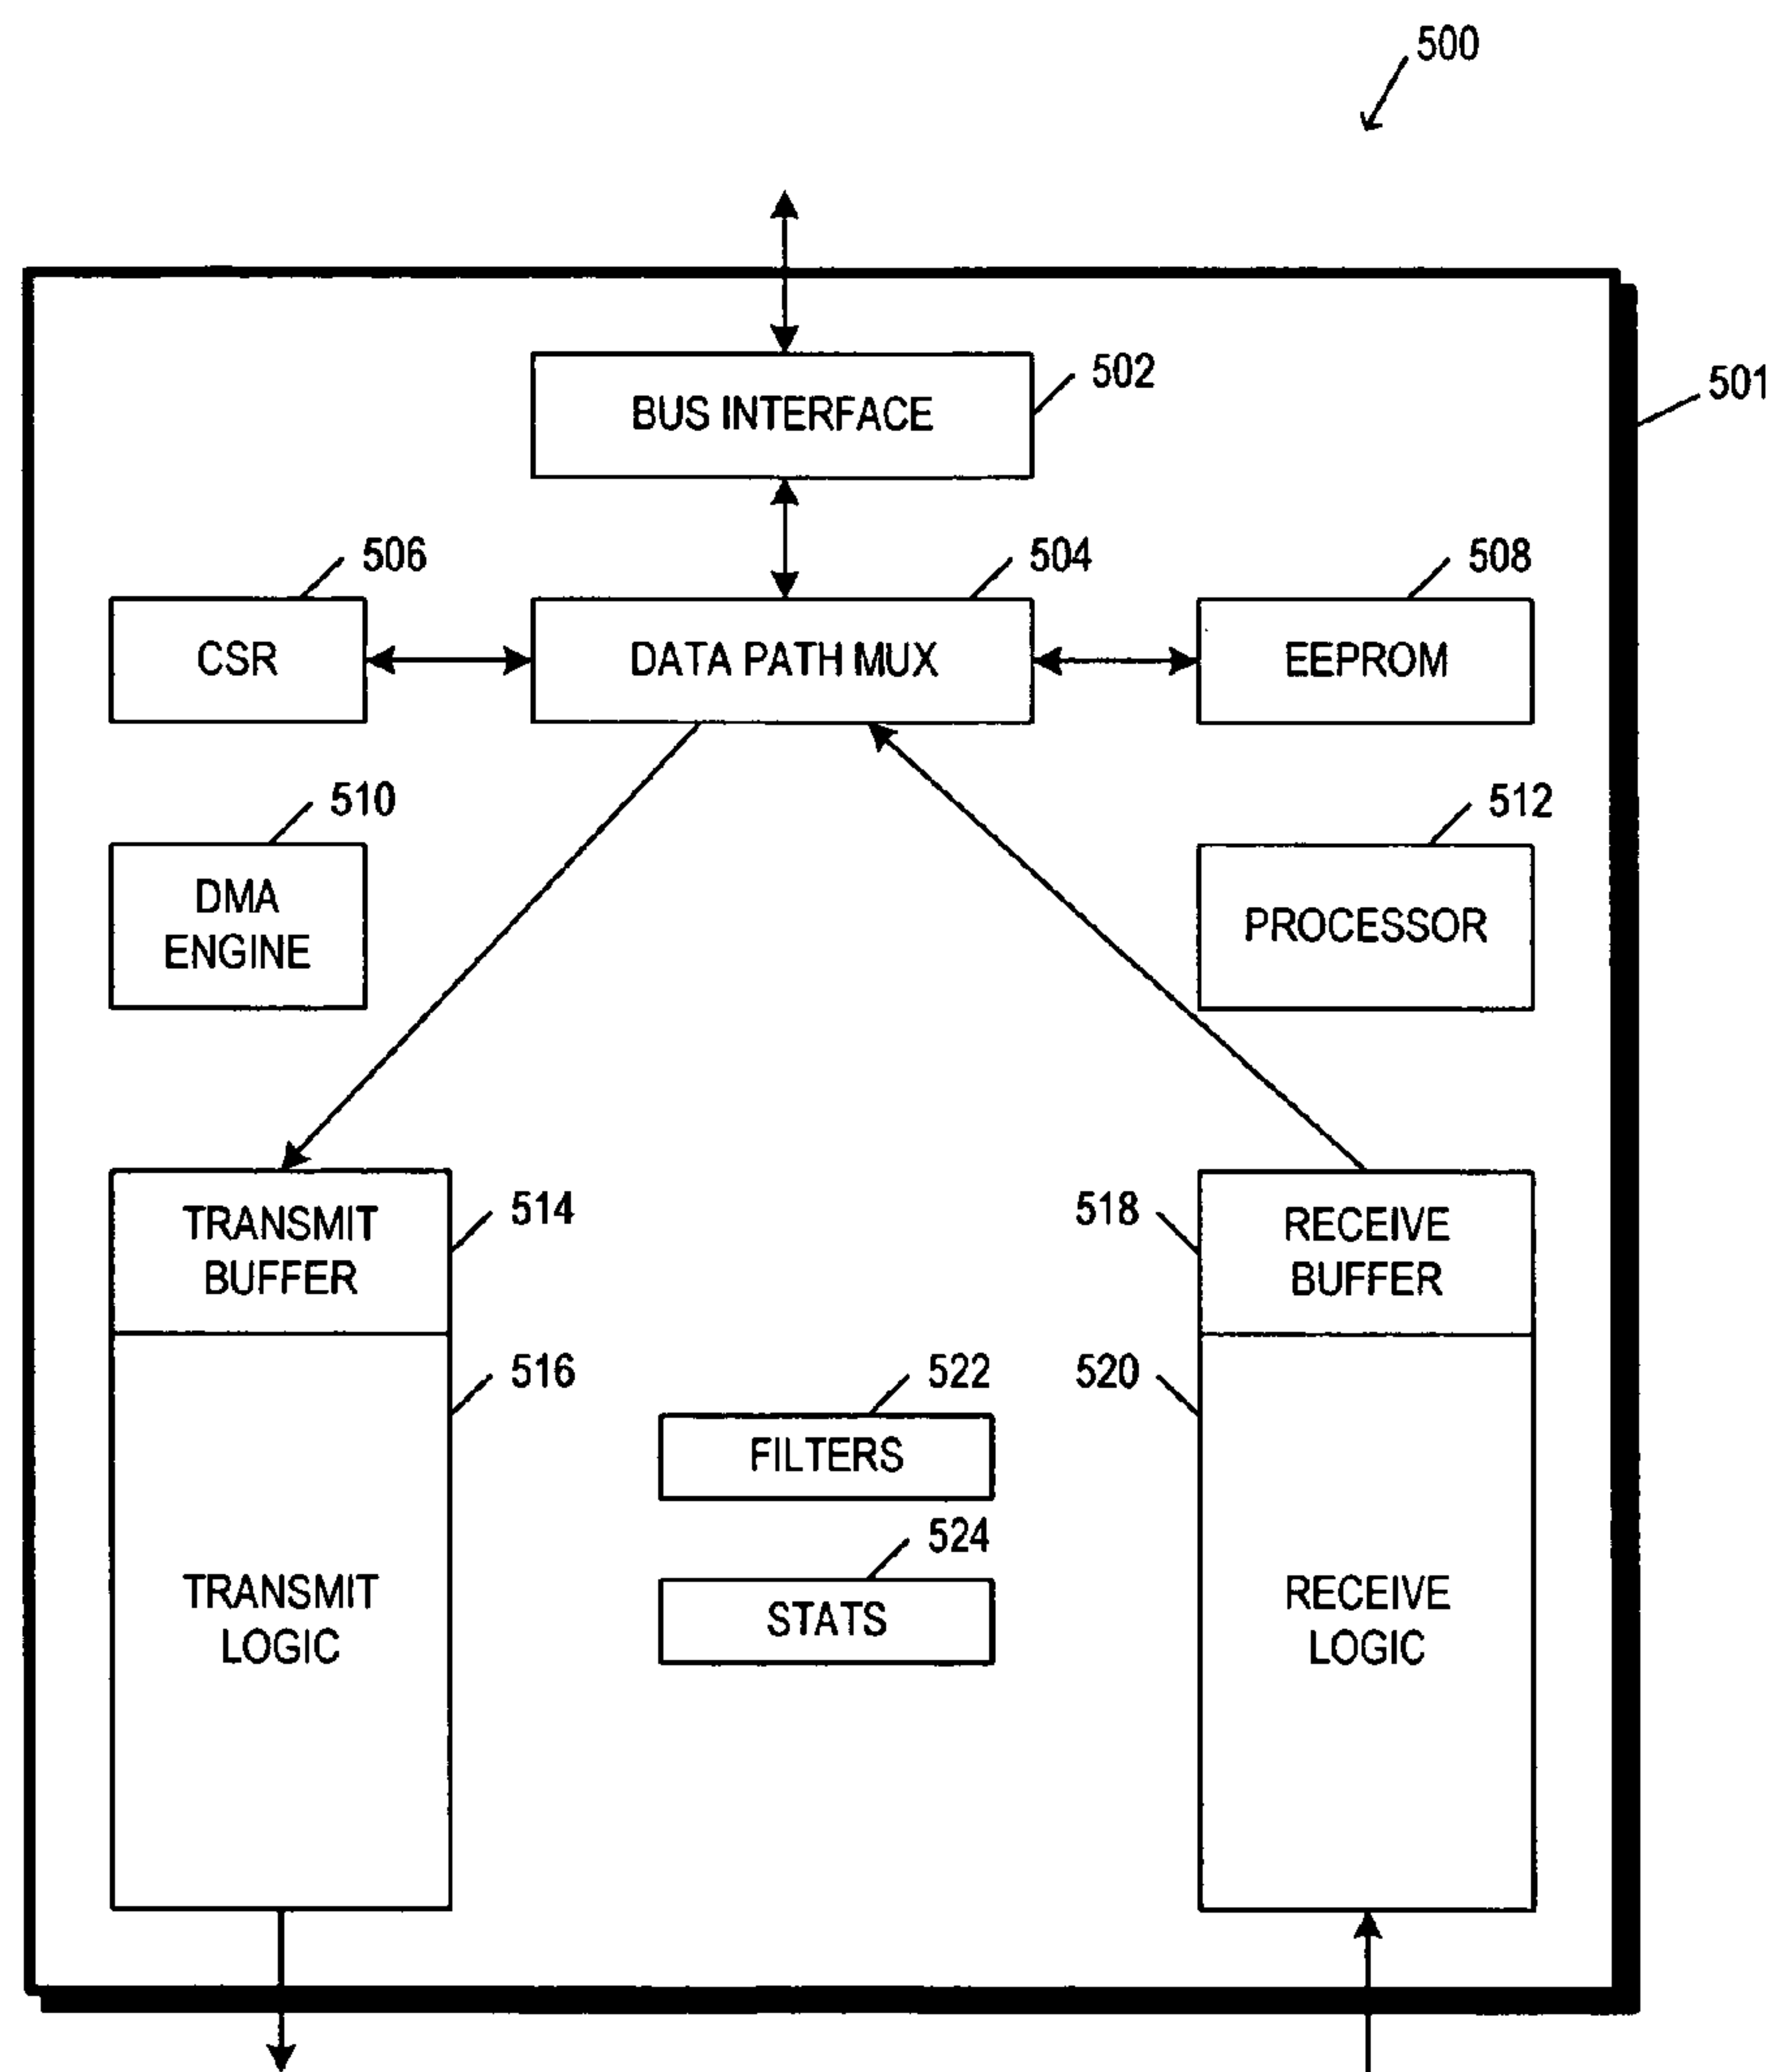 500
502
BUS INTERFACE
501
506
504
508
CSR
DATA PATH MUX
EEPROM
510
512
DMA
ENGINE
PROCESSOR
TRANSMIT
BUFFER
514
518
RECEIVE
BUFFER
516
522
520
FILTERS
524
STATS
TRANSMIT
LOGIC
RECEIVE
LOGIC